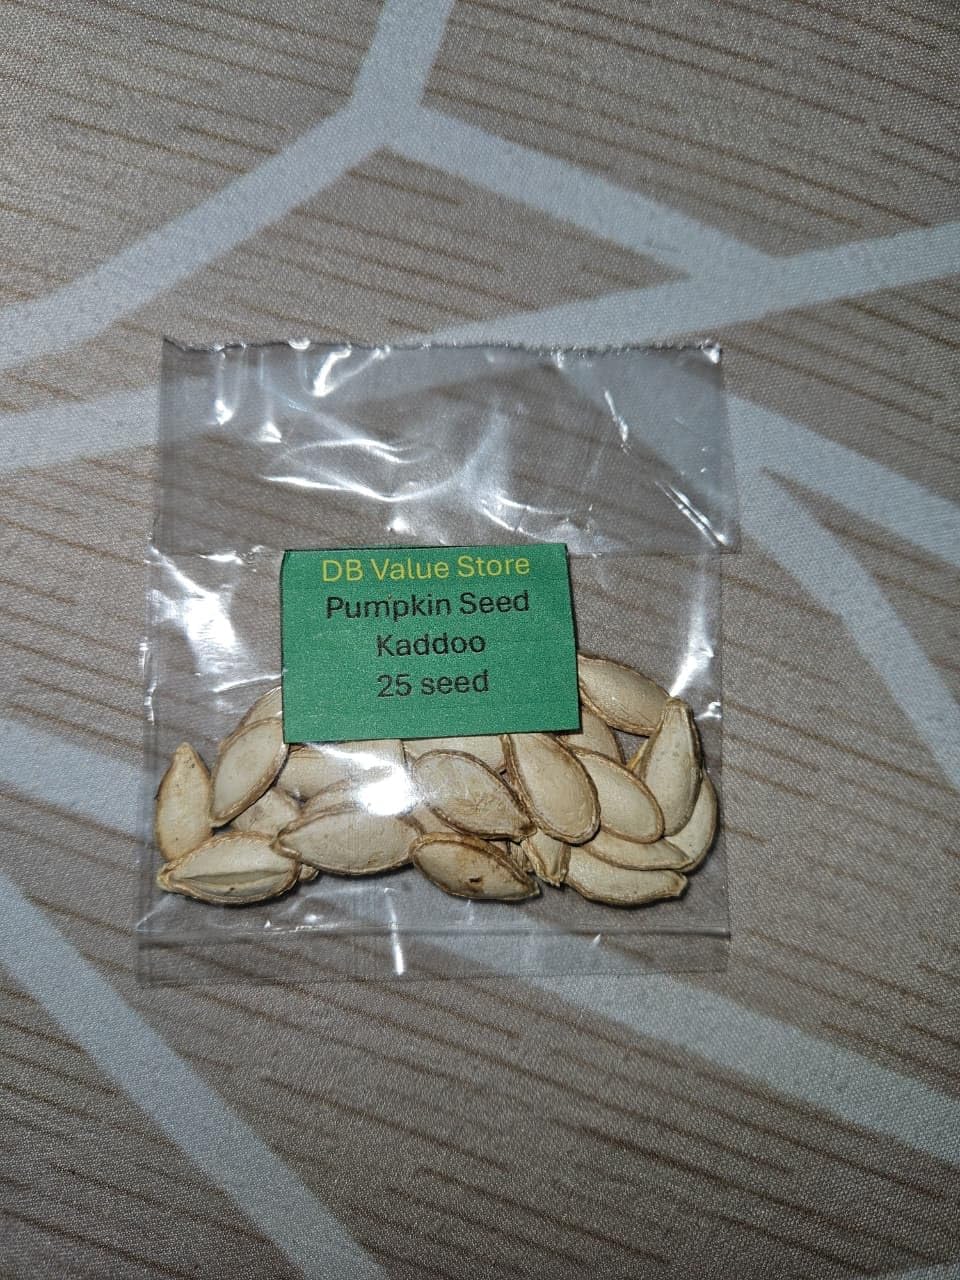 DB Value Store
Pumpkin Seed
Kaddoo
25 seed